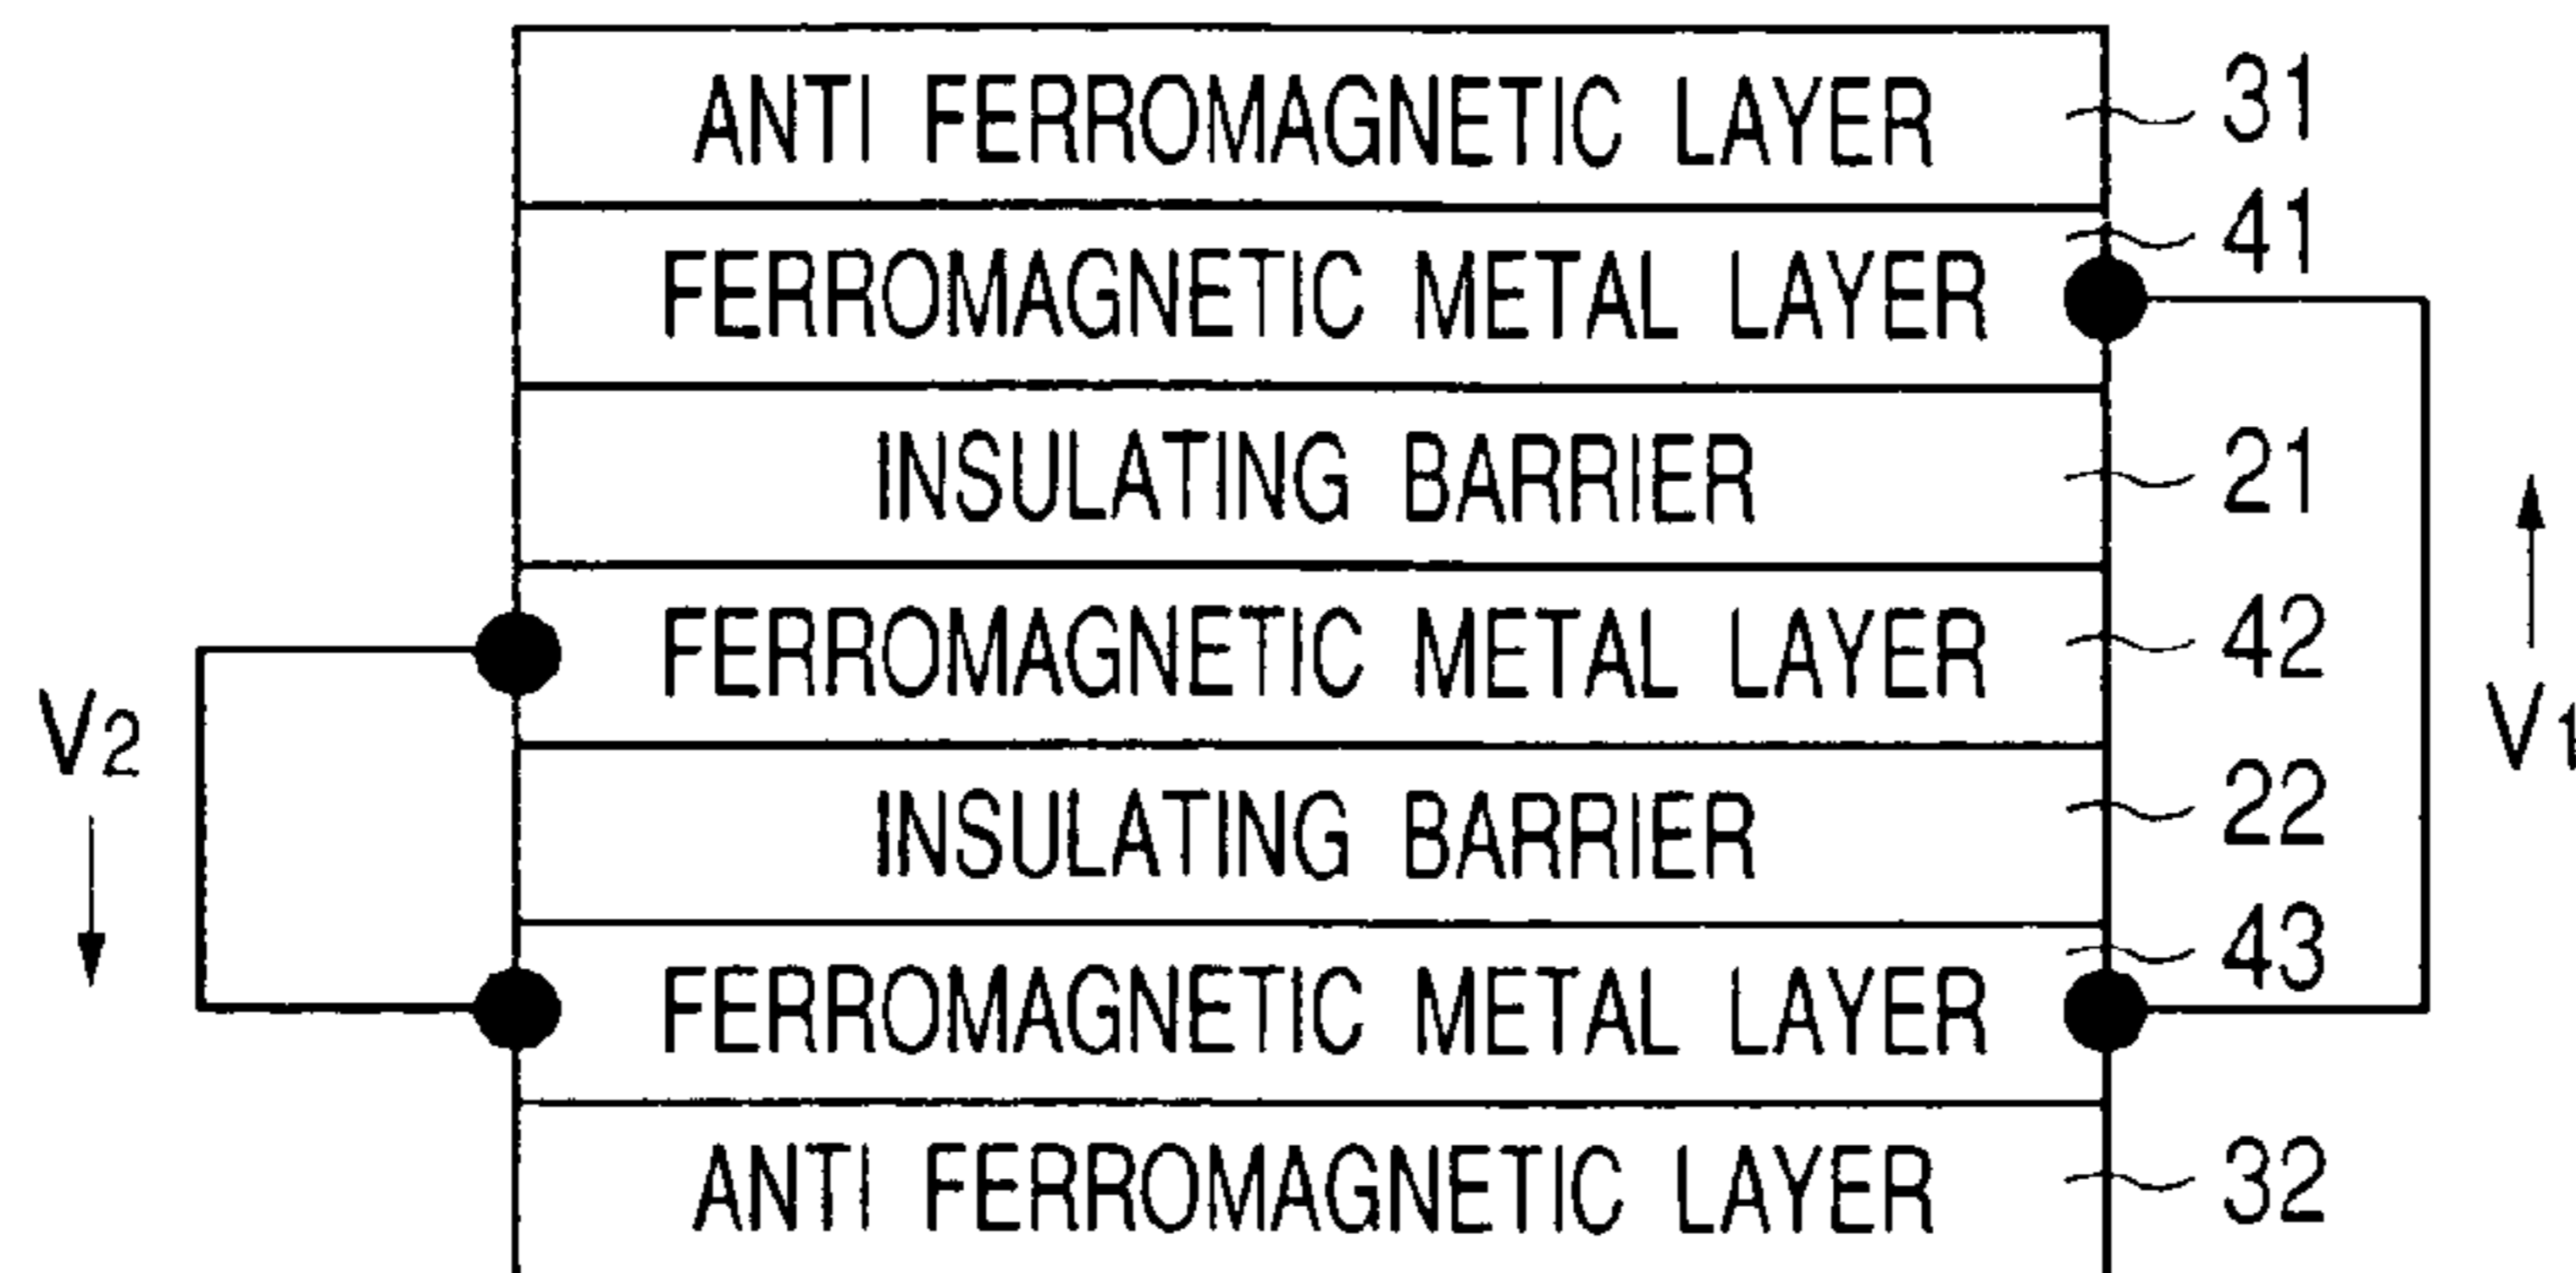 ANTI FERROMAGNETIC LAYER 31
FERROMAGNETIC METAL LAYER 41
INSULATING BARRIER 21
FERROMAGNETIC METAL LAYER 42
V2
V1
INSULATING BARRIER 22
FERROMAGNETIC METAL LAYER 43
ANTI FERROMAGNETIC LAYER 32